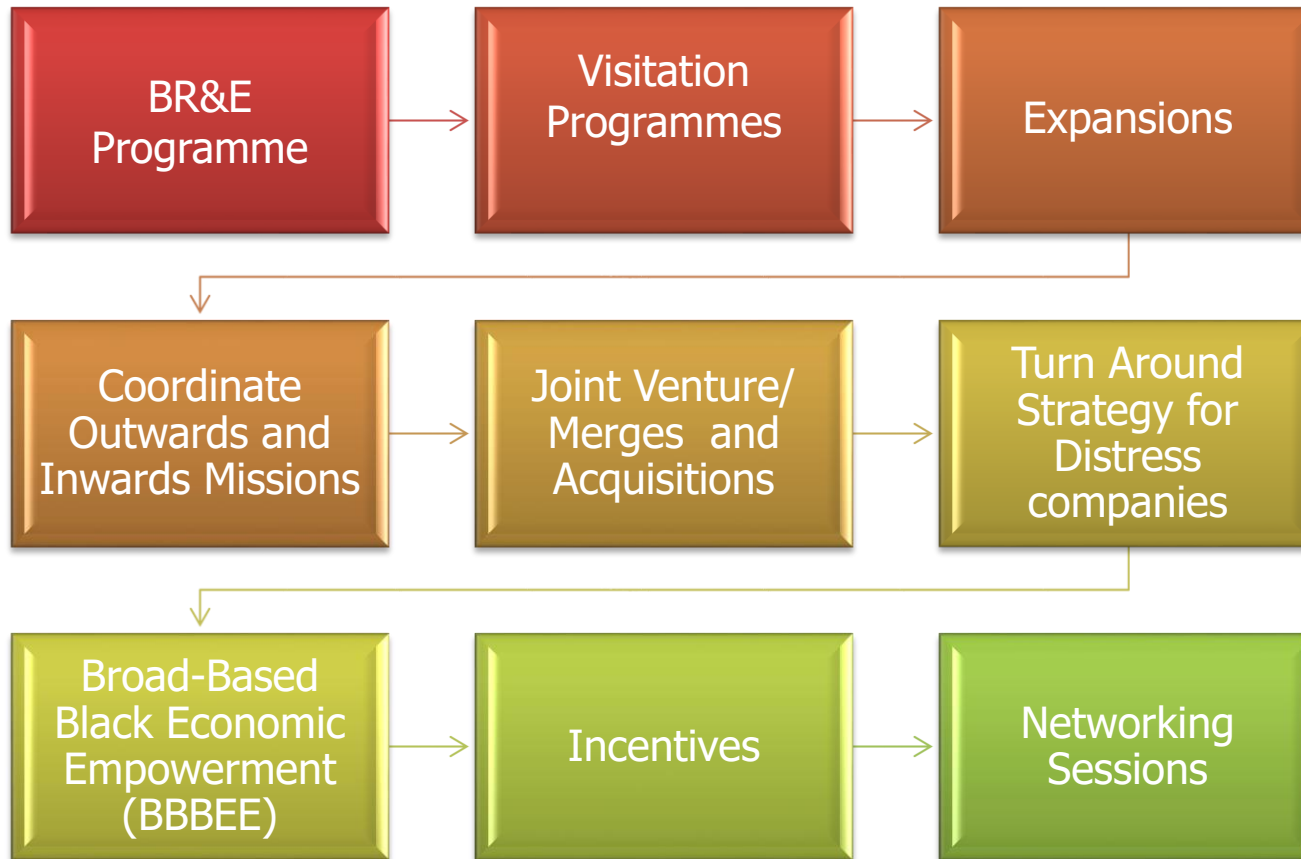 BR&E
Programme
Visitation
Programmes
Expansions
Coordinate
Outwards and
Inwards Missions
Joint Venture/
Merges and
Acquisitions
Turn Around
Strategy for
Distress
companies
Broad-Based
Black Economic
Empowerment
(BBBEE)
Incentives
Networking
Sessions